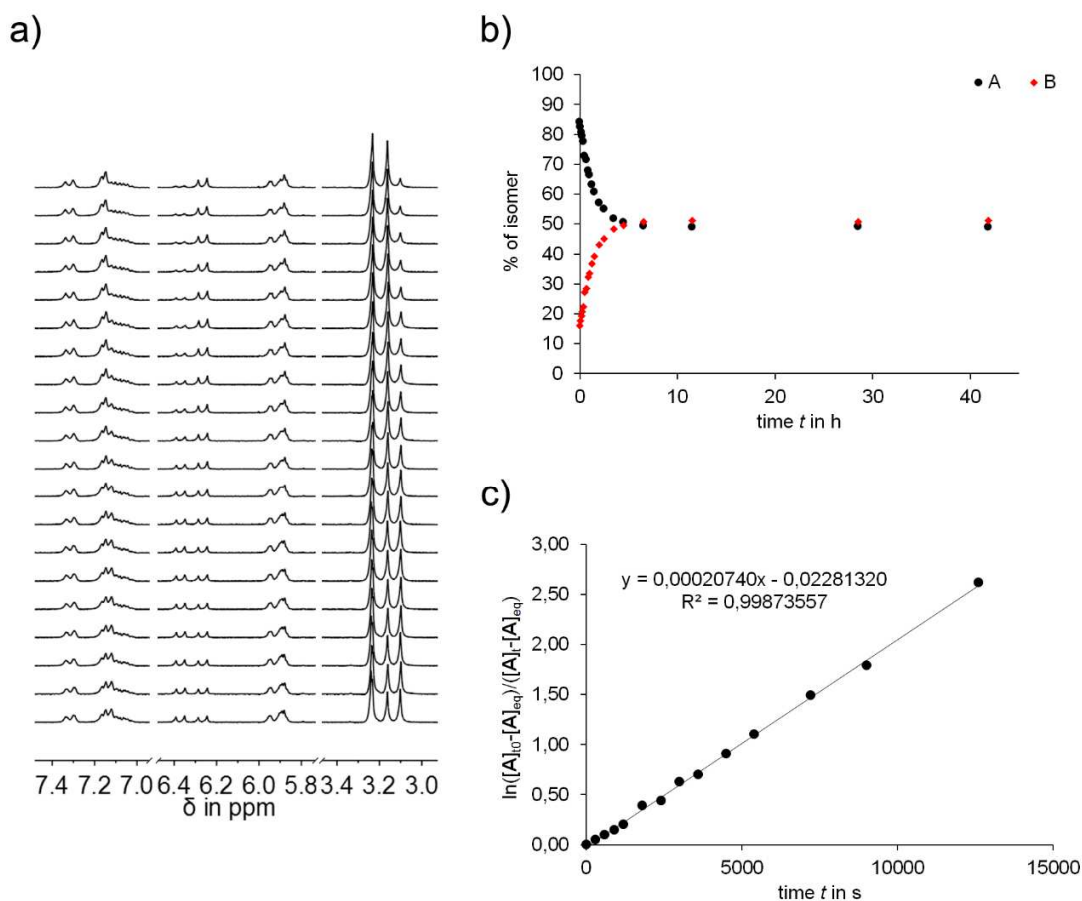 a)
7.4 7.2 7.0 6.4 6.2 6.0 5.8 3.4 3.2 3.0
δ in ppm
b)
100
90
80
70
60
50
40
30
20
10
0
A B
% of isomer
0 10 20 30 40
time t in h
c)
3,00
2,50
2,00
1,50
1,00
0,50
0,00
y = 0,00020740x - 0,02281320
R² = 0,99873557
ln([A]t0-[A]eq)/([A]t-[A]eq)
0 5000 10000 15000
time t in s